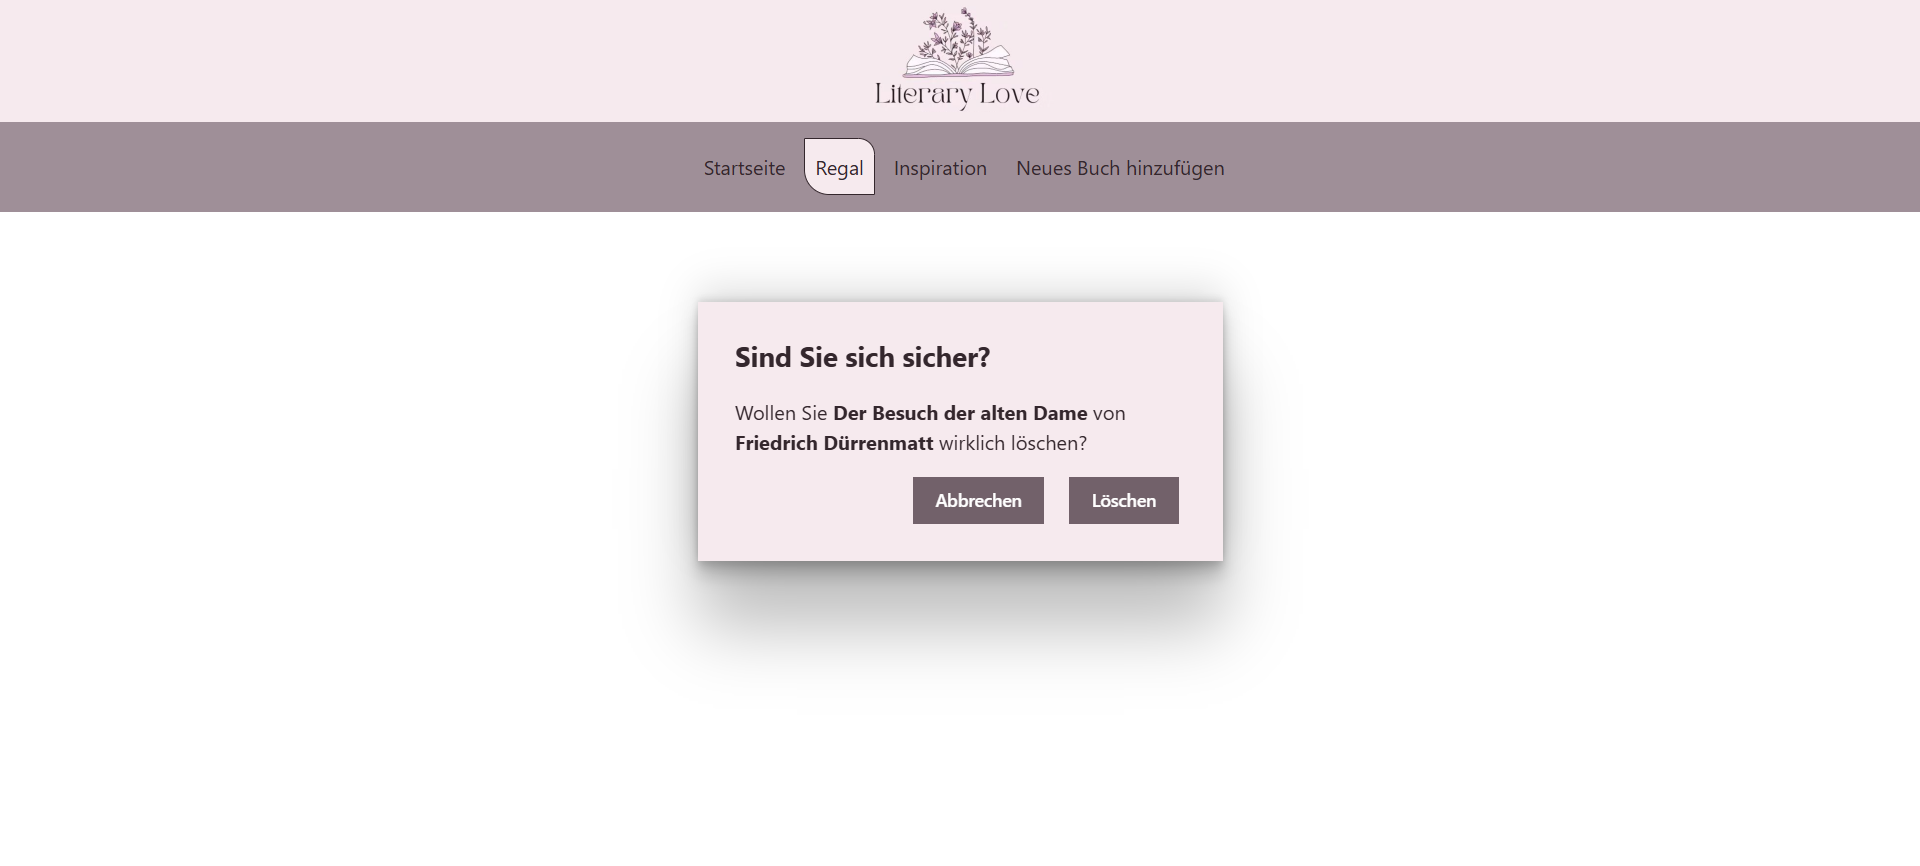 Literary Love
Startseite Regal Inspiration Neues Buch hinzufügen
Sind Sie sich sicher?
Wollen Sie Der Besuch der alten Dame von
Friedrich Dürrenmatt wirklich löschen?
Abbrechen Löschen